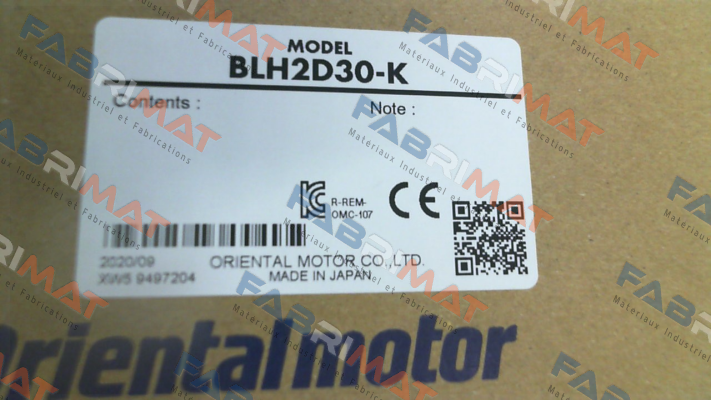 MODEL
BLH2D30-K
Contents :
Note :
R-REM-
OMC-107
CE
2020/09
ORIENTAL MOTOR CO.,LTD.
XW5 9497204
MADE IN JAPAN
Orientalmotor
FABRIMAT
Matériaux Industriel et Fabrications